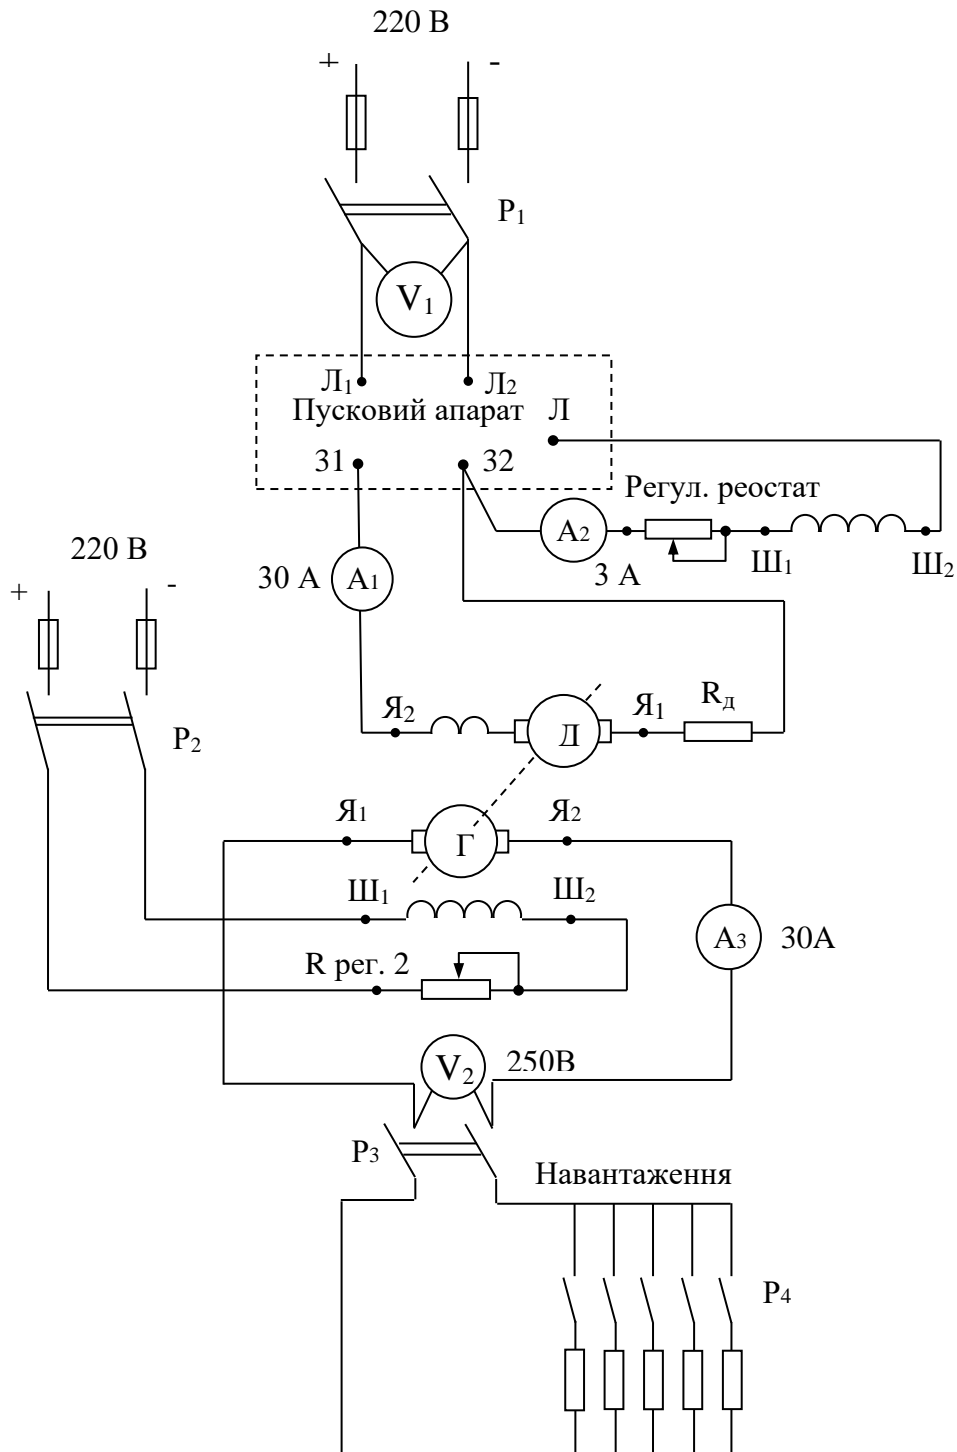 220 В
+ -
Р1
V1
Л1 Л2
Пусковий апарат Л
31 32
Регул. реостат
А2
3 А
Ш1 Ш2
220 В
+ -
30 А А1
Rд
Я2 Я1
Д
Р2
Я1 Я2
Г
Ш1 Ш2
А3 30А
R рег. 2
V2 250В
Р3
Навантаження
Р4